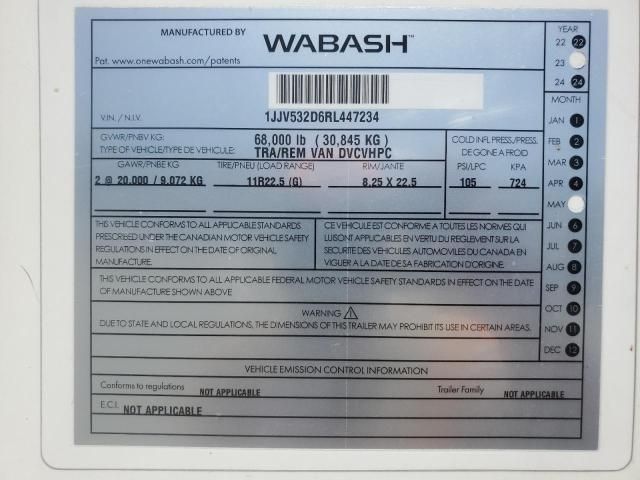 MANUFACTURED BY WABASH™
Pat. www.onewabash.com/patents
V.I.N. / N.I.V. 1JJV532D6RL447234
GVWR/PNBV KG: 68,000 lb ( 30,845 KG )
TYPE OF VEHICLE/TYPE DE VEHICULE: TRA/REM VAN DVCVHPC
COLD INFL PRESS./PRESS.
DE GONE A FROID
GAWR/PNBE KG TIRE/PNEU (LOAD RANGE) RIM/JANTE PSI/LPC KPA
2 @ 20,000 / 9,072 KG 11R22.5 (G) 8.25 X 22.5 105 724
THIS VEHICLE CONFORMS TO ALL APPLICABLE STANDARDS
PRESCRIBED UNDER THE CANADIAN MOTOR VEHICLE SAFETY
REGULATIONS IN EFFECT ON THE DATE OF ORIGINAL
MANUFACTURE.
CE VEHICULE EST CONFORME A TOUTES LES NORMES QUI
LUI SONT APPLICABLES EN VERTU DU REGLEMENT SUR LA
SECURITE DES VEHICULES AUTOMOBILES DU CANADA EN
VIGUER A LA DATE DE SA FABRICATION D'ORIGINE.
THIS VEHICLE CONFORMS TO ALL APPLICABLE FEDERAL MOTOR VEHICLE SAFETY STANDARDS IN EFFECT ON THE DATE
OF MANUFACTURE SHOWN ABOVE
WARNING
DUE TO STATE AND LOCAL REGULATIONS, THE DIMENSIONS OF THIS TRAILER MAY PROHIBIT ITS USE IN CERTAIN AREAS.
VEHICLE EMISSION CONTROL INFORMATION
Conforms to regulations NOT APPLICABLE Trailer Family NOT APPLICABLE
E.C.I. NOT APPLICABLE
YEAR
22 22
23
24 24
MONTH
JAN 1
FEB 2
MAR 3
APR 4
MAY
JUN 6
JUL 7
AUG 8
SEP 9
OCT 10
NOV 11
DEC 12